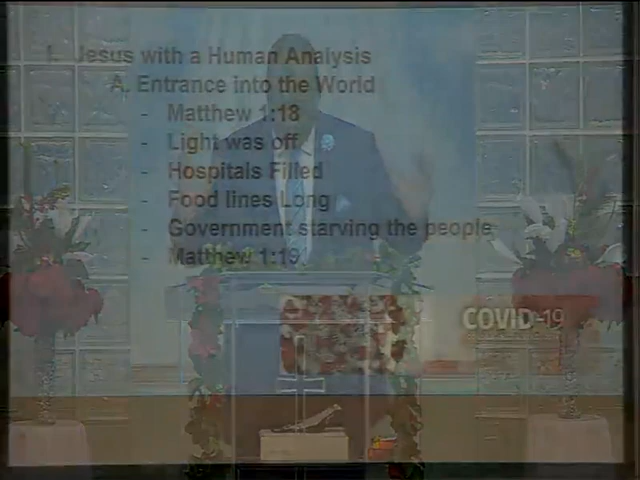 I. Jesus with a Human Analysis
A. Entrance into the World
- Matthew 1:18
- Light was off
- Hospitals Filled
- Food lines Long
- Government starving the people
- Matthew 1:19
COVID-19